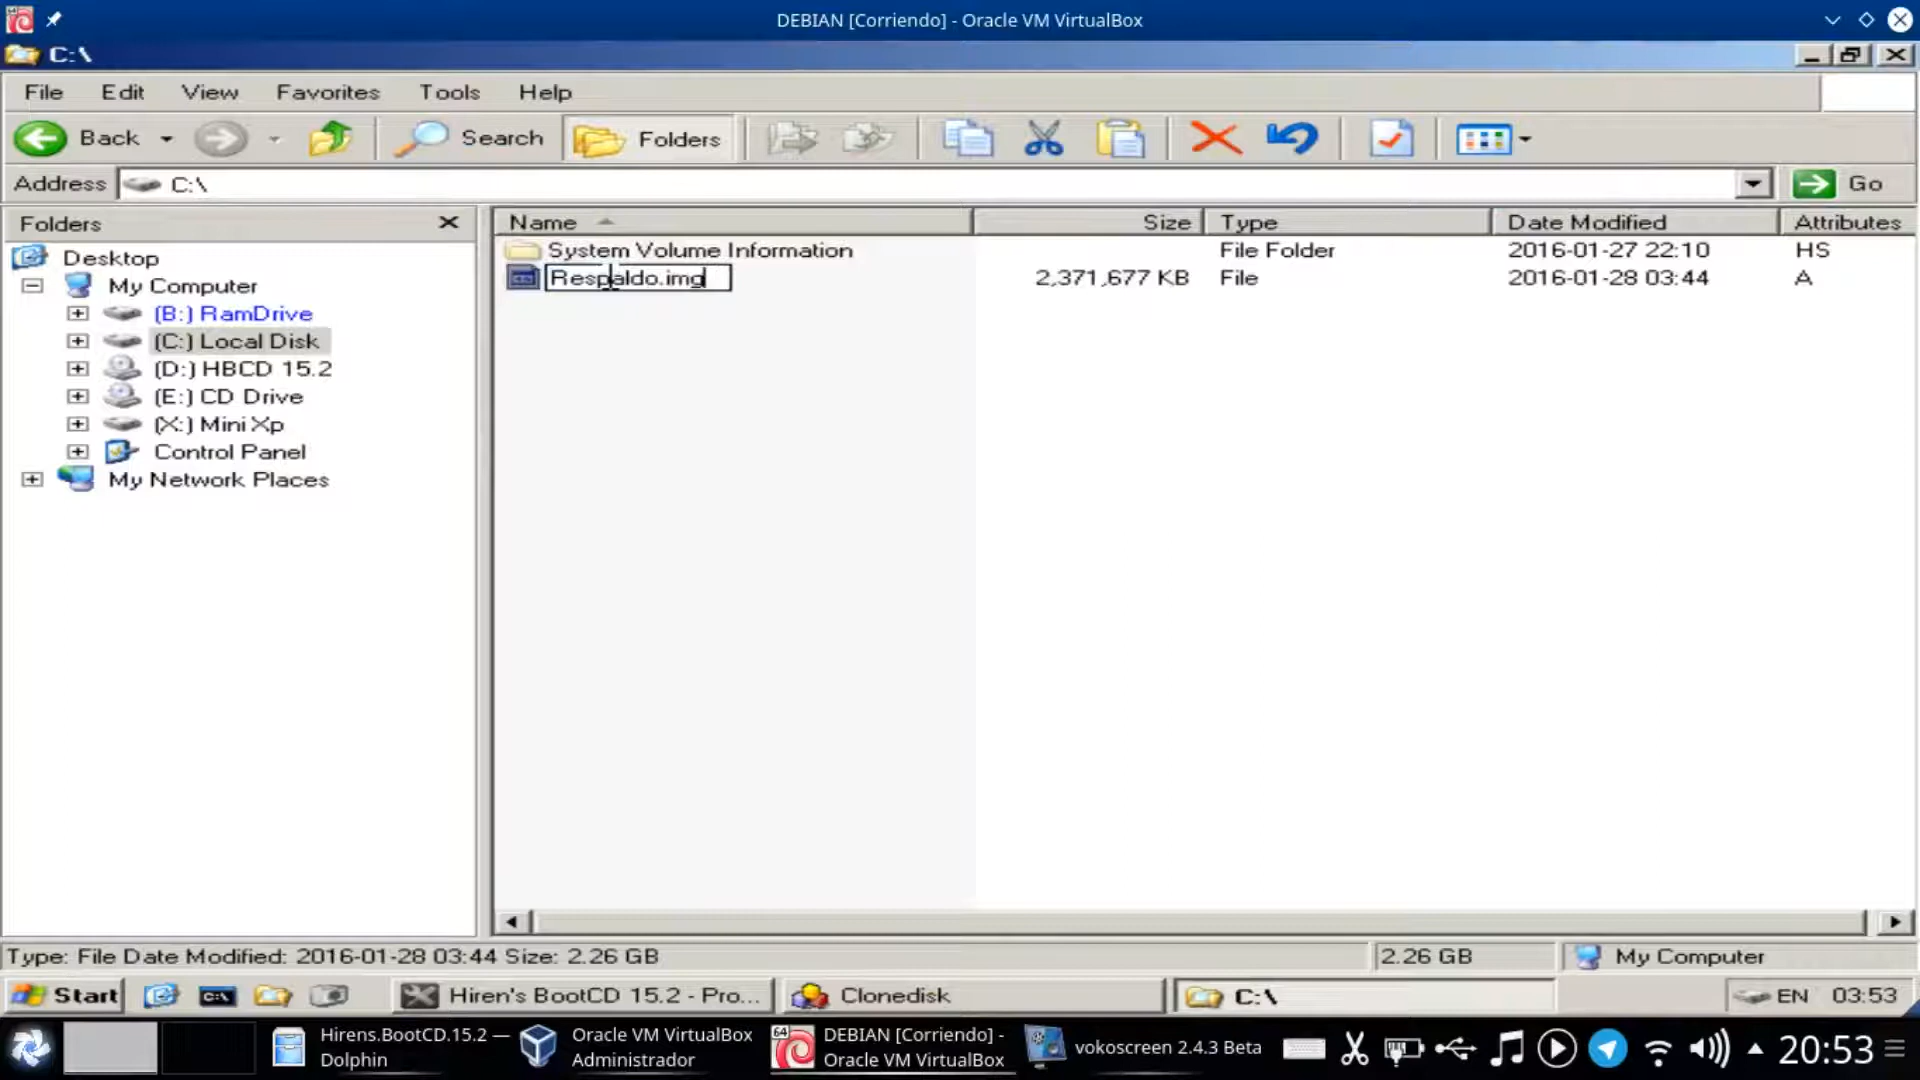 DEBIAN [Corriendo] - Oracle VM VirtualBox
C:\
File Edit View Favorites Tools Help
Back Search Folders
Address C:\ Go
Folders
Name Size Type Date Modified Attributes
Desktop
My Computer
(B:) RamDrive
(C:) Local Disk
(D:) HBCD 15.2
(E:) CD Drive
(X:) Mini Xp
Control Panel
My Network Places
System Volume Information File Folder 2016-01-27 22:10 HS
Respaldo.img 2,371,677 KB File 2016-01-28 03:44 A
Type: File Date Modified: 2016-01-28 03:44 Size: 2.26 GB 2.26 GB My Computer
Start C:\ Hiren's BootCD 15.2 - Pro... Clonedisk C:\ EN 03:53
Hirens.BootCD.15.2 —
Dolphin
Oracle VM VirtualBox
Administrador
64
DEBIAN [Corriendo] -
Oracle VM VirtualBox
vokoscreen 2.4.3 Beta
20:53